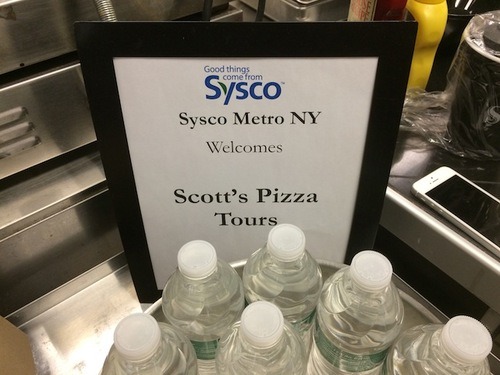 Good things
come from
Sysco
Sysco Metro NY
Welcomes
Scott's Pizza
Tours